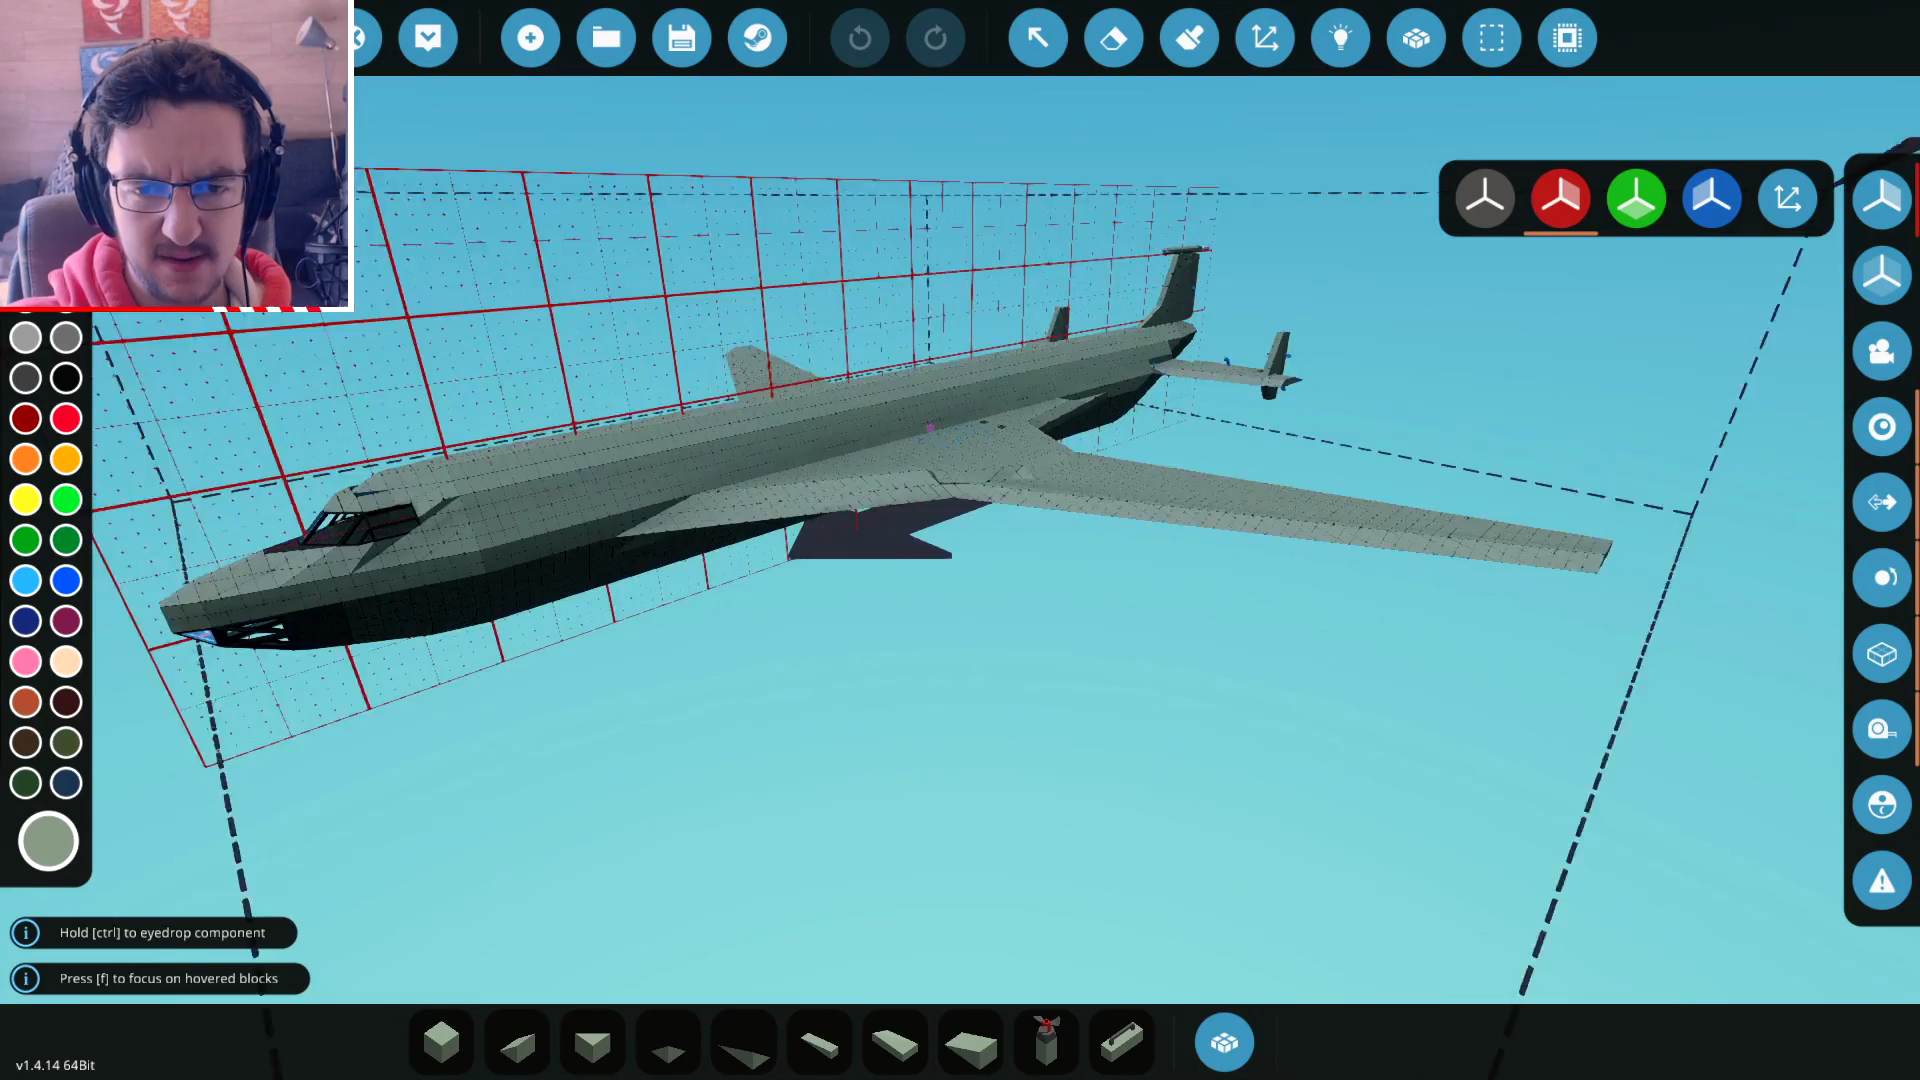 Hold [ctrl] to eyedrop component
Press [f] to focus on hovered blocks
v1.4.14 64Bit